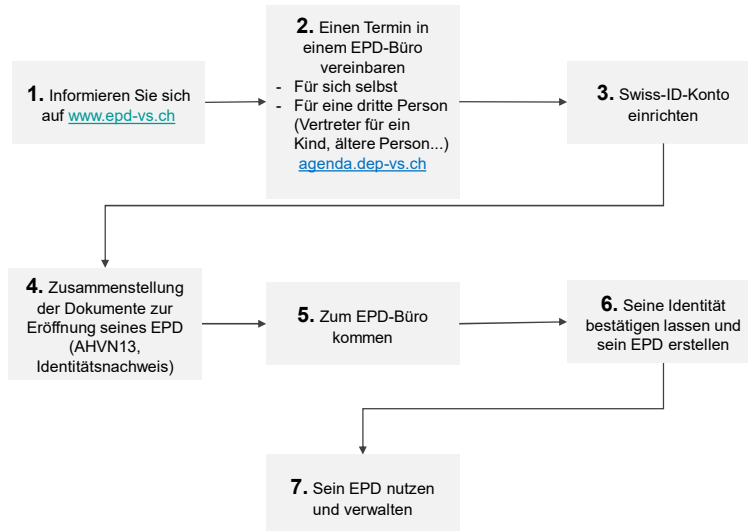 1. Informieren Sie sich
auf www.epd-vs.ch
2. Einen Termin in
einem EPD-Büro
vereinbaren
- Für sich selbst
- Für eine dritte Person
(Vertreter für ein
Kind, ältere Person...)
agenda.dep-vs.ch
3. Swiss-ID-Konto
einrichten
4. Zusammenstellung
der Dokumente zur
Eröffnung seines EPD
(AHVN13,
Identitätsnachweis)
5. Zum EPD-Büro
kommen
6. Seine Identität
bestätigen lassen und
sein EPD erstellen
7. Sein EPD nutzen
und verwalten